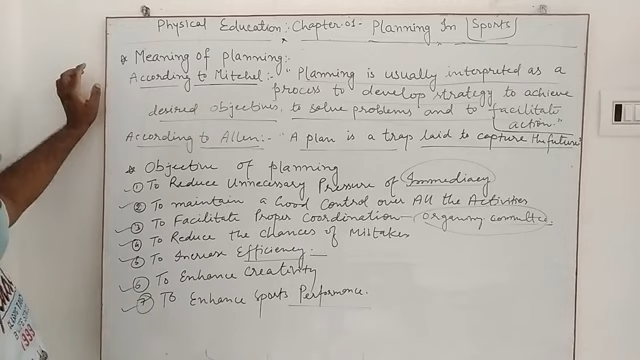 Physical Education:- Chapter-01- Planning In Sports
* Meaning of planning:-
According to Mitchel:- "Planning is usually interpreted as a
process to develop strategy to achieve
desired objectives, to solve problems and to facilitate
action."
According to Allen:- "A plan is a trap laid to capture the future"
* Objective of planning
① To Reduce Unnecessary Pressure of Immediacy
② To maintain a Good Control over All the Activities
③ To Facilitate Proper Coordination- organising committee.
④ To Reduce the Chances of Mistakes
⑤ To Increase Efficiency.
⑥ To Enhance Creativity
⑦ To Enhance Sports Performance.
1999